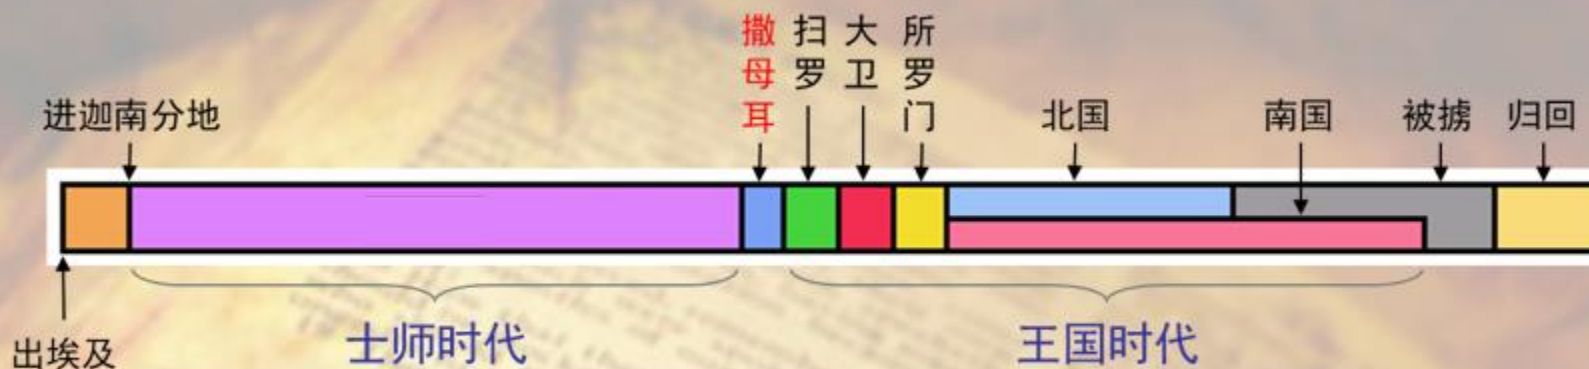 撒母耳
扫罗
大卫
所罗门
进迦南分地
北国
南国
被掳
归回
出埃及
士师时代
王国时代